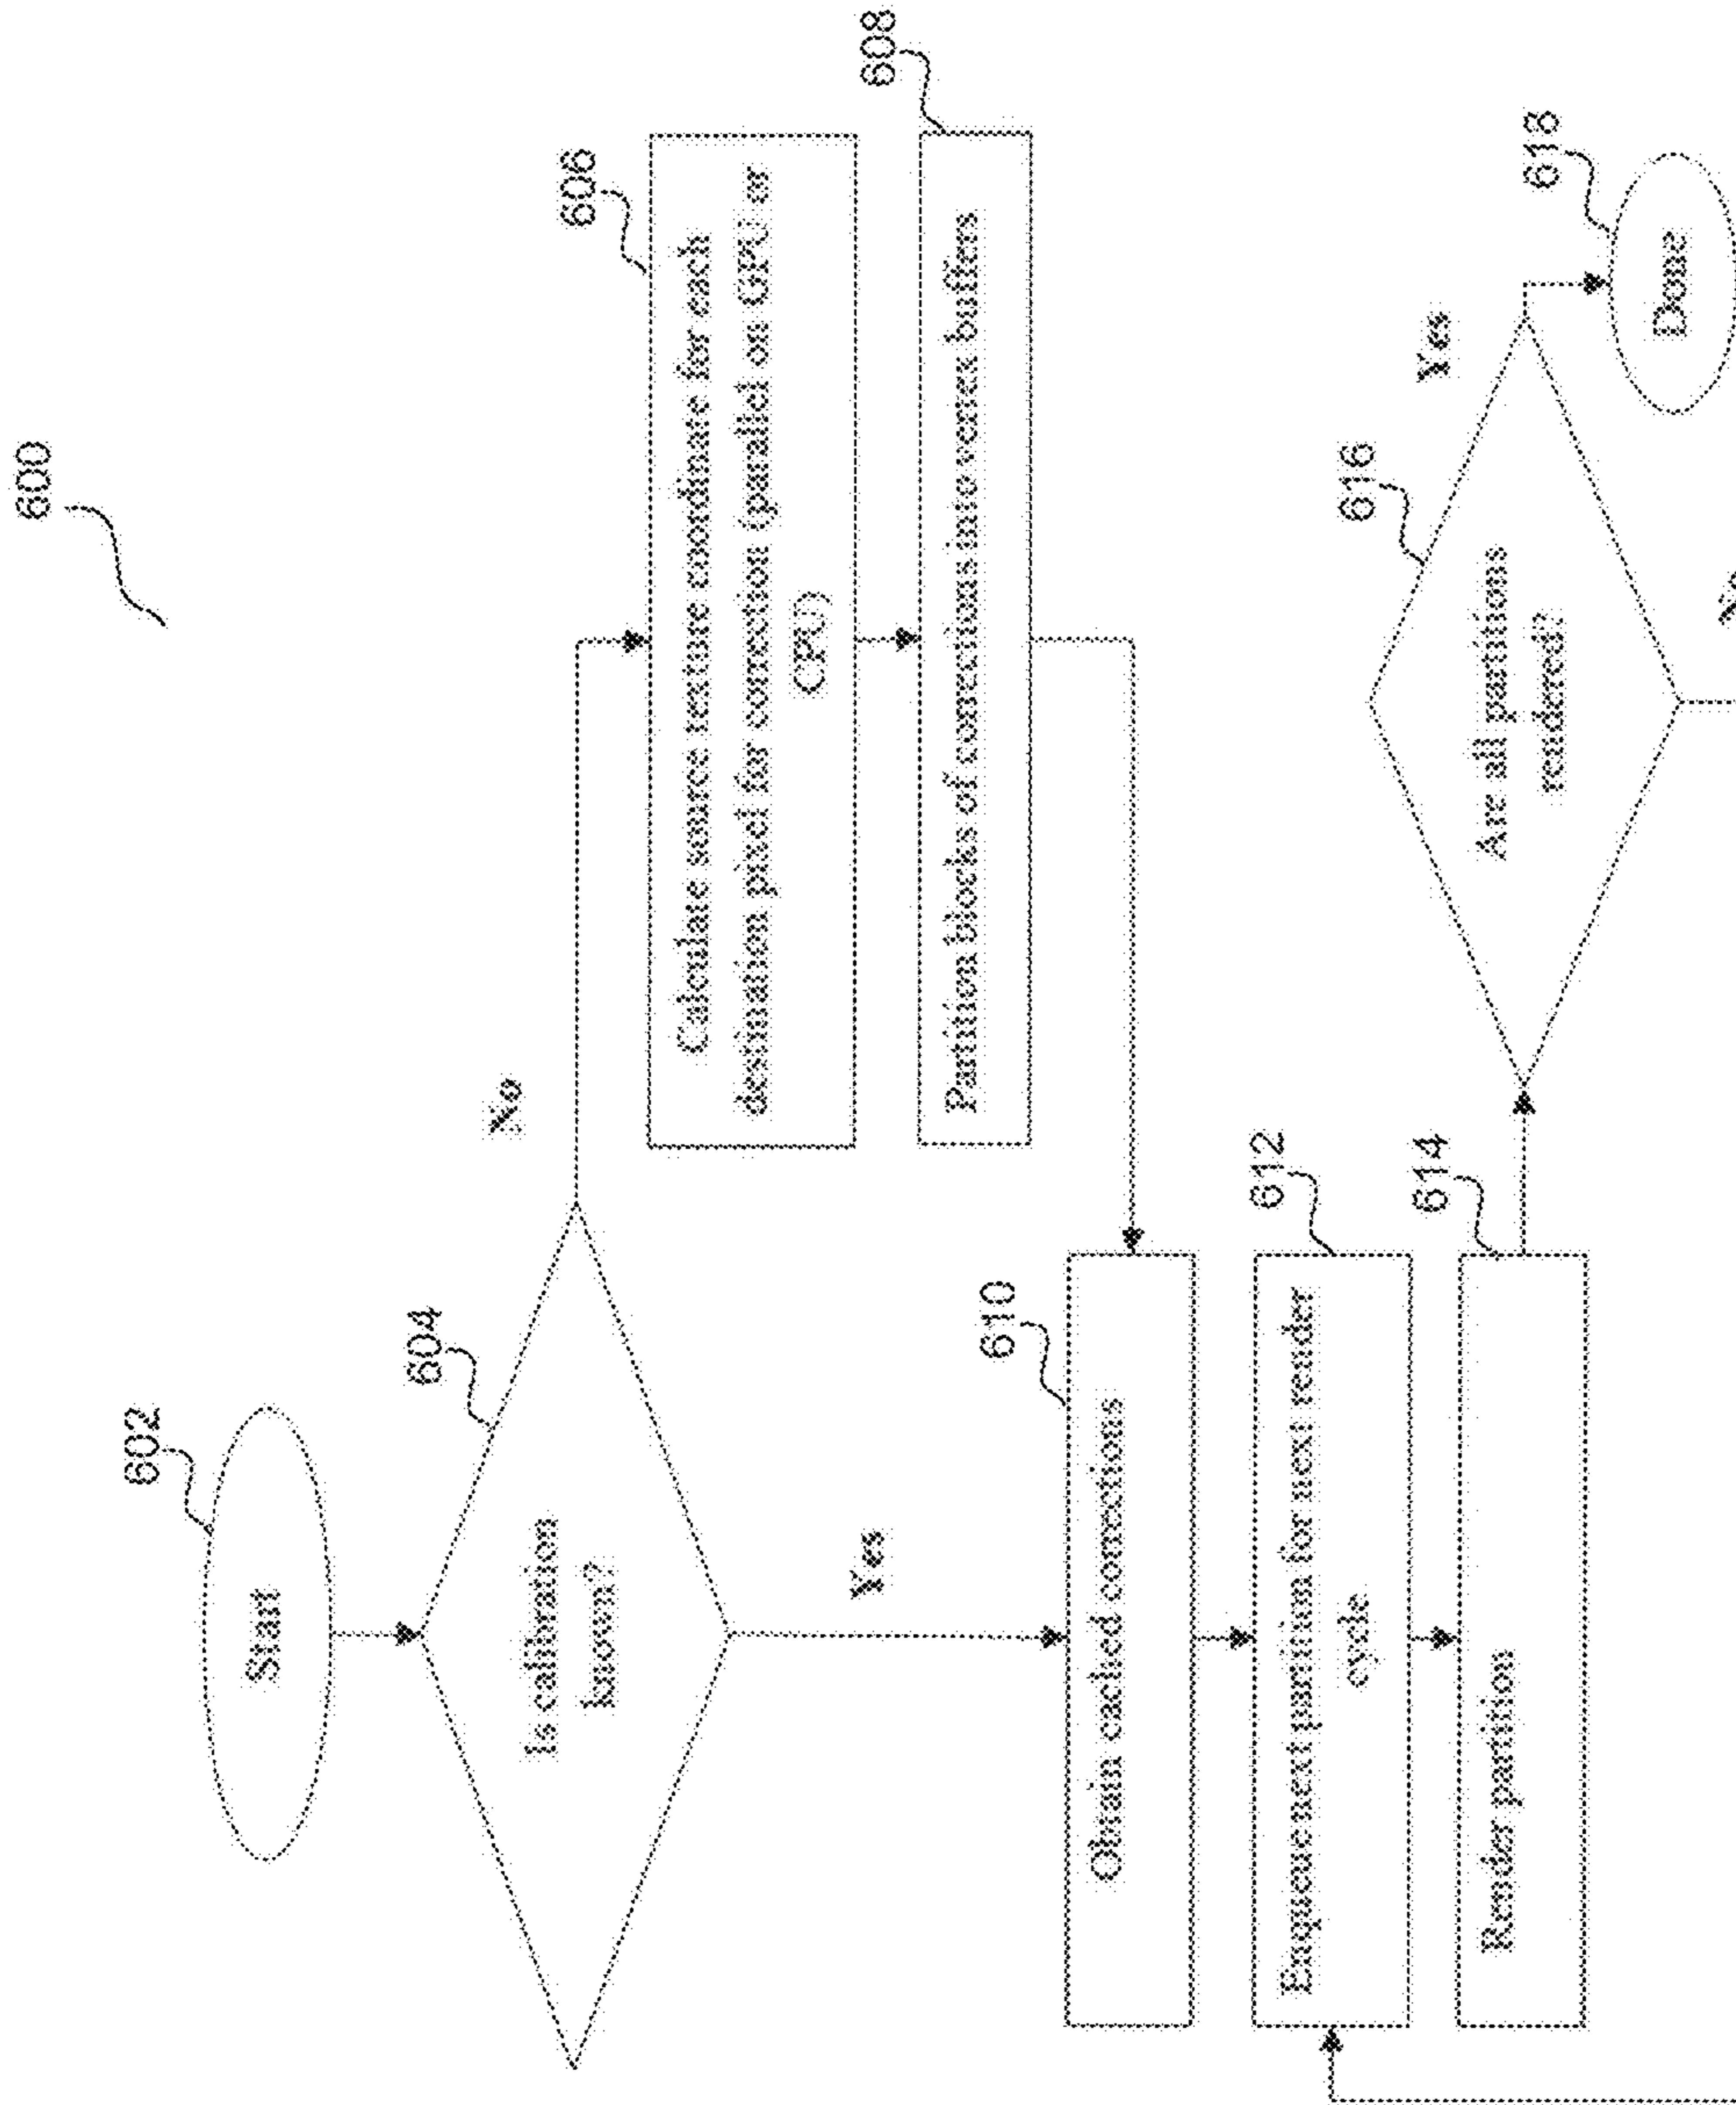 600
602
Start
604
Is calibration
known?
No
Yes
606
Calculate source texture coordinate for each
destination pixel for correction (parallel on GPU or
CPU)
608
Partition blocks of corrections into vertex buffers
610
Obtain cached corrections
612
Enqueue next partition for next render
cycle
614
Render partition
616
Are all partitions
rendered?
Yes
618
Done